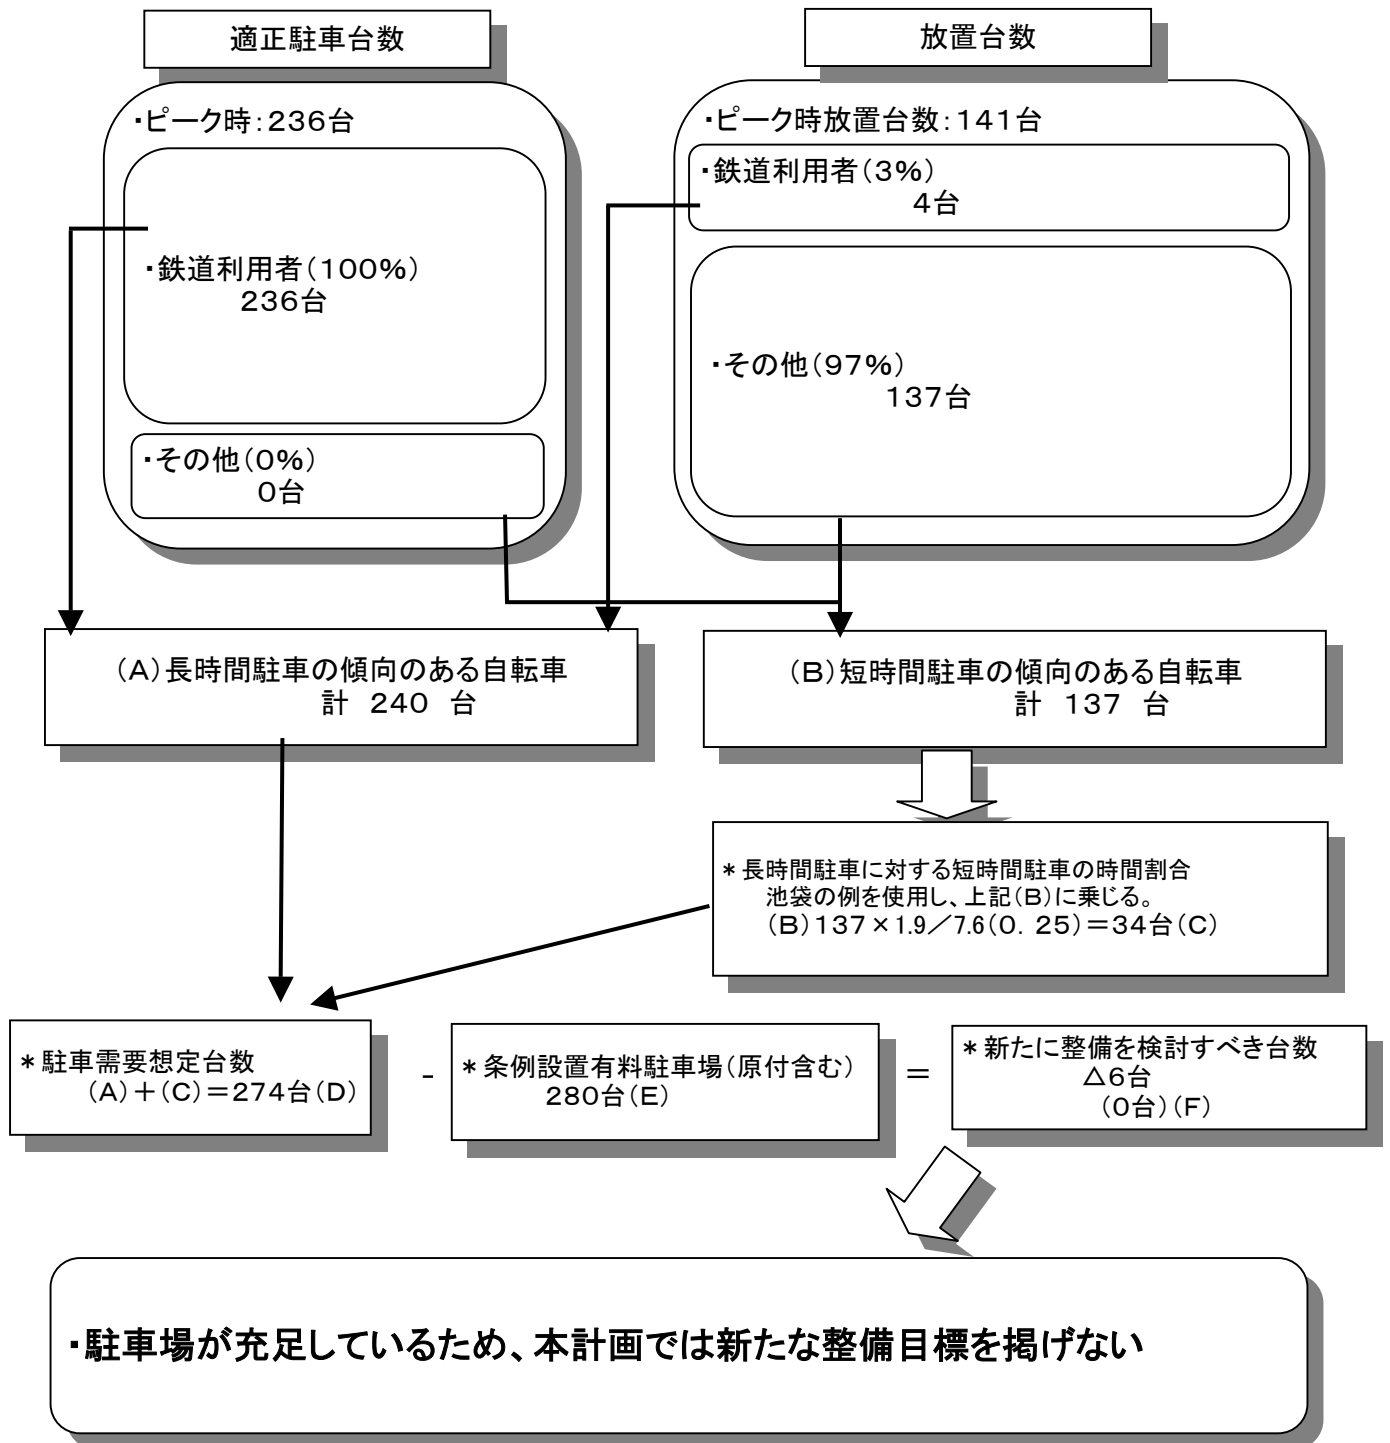 適正駐車台数
放置台数
・ピーク時：２３６台
・鉄道利用者（１００％）
２３６台
・その他（０％）
０台
・ピーク時放置台数：１４１台
・鉄道利用者（３％）
４台
・その他（９７％）
１３７台
（Ａ）長時間駐車の傾向のある自転車
計　２４０　台
（Ｂ）短時間駐車の傾向のある自転車
計　１３７　台
＊長時間駐車に対する短時間駐車の時間割合
池袋の例を使用し、上記（Ｂ）に乗じる。
（Ｂ）１３７×1.9／7.6（０．２５）＝３４台（Ｃ）
＊駐車需要想定台数
（Ａ）＋（Ｃ）＝２７４台（Ｄ）
-
＊条例設置有料駐車場（原付含む）
２８０台（Ｅ）
＝
＊新たに整備を検討すべき台数
△６台
（０台）（Ｆ）
・駐車場が充足しているため、本計画では新たな整備目標を掲げない